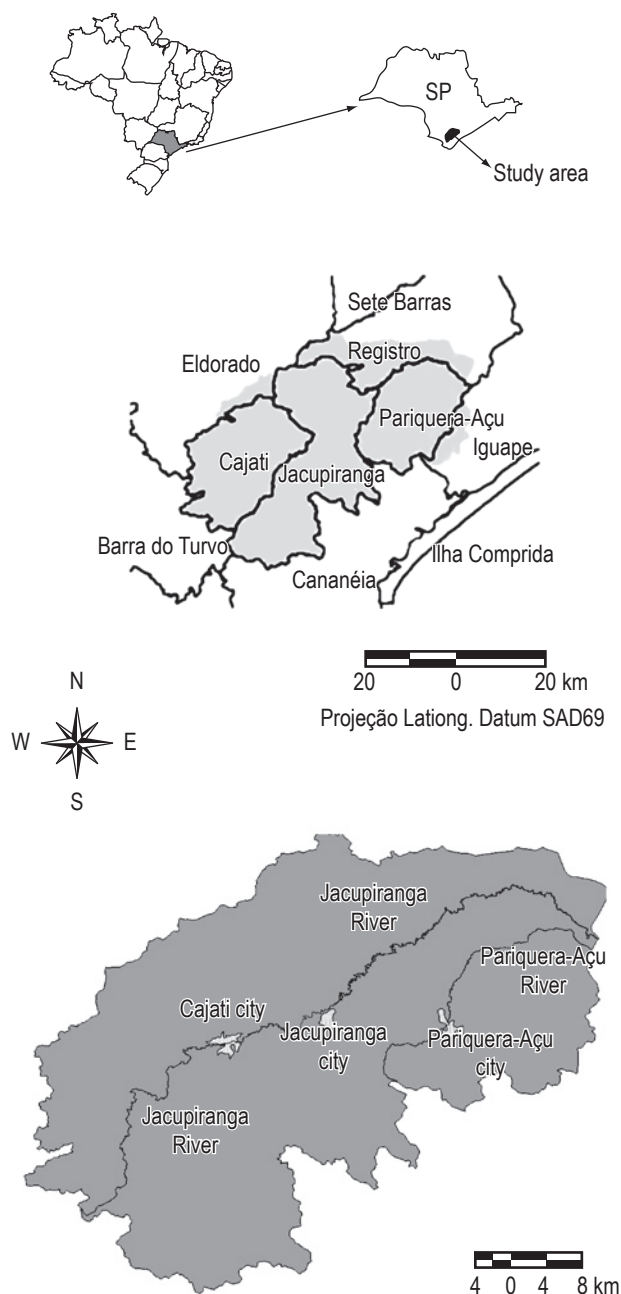 SP
Study area
Sete Barras
Registro
Eldorado
Pariquera-Açu
Iguape
Cajati
Jacupiranga
Barra do Turvo
Ilha Comprida
Cananéia
20 0 20 km
Projeção Lationg. Datum SAD69
N
W E
S
Jacupiranga
River
Pariquera-Açu
River
Cajati city
Jacupiranga
city
Pariquera-Açu
city
Jacupiranga
River
4 0 4 8 km